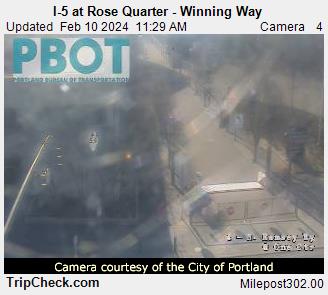 I-5 at Rose Quarter - Winning Way
Updated Feb 10 2024 11:29 AM Camera 4
PBOT
PORTLAND BUREAU OF TRANSPORTATION
Camera courtesy of the City of Portland
TripCheck.com Milepost302.00